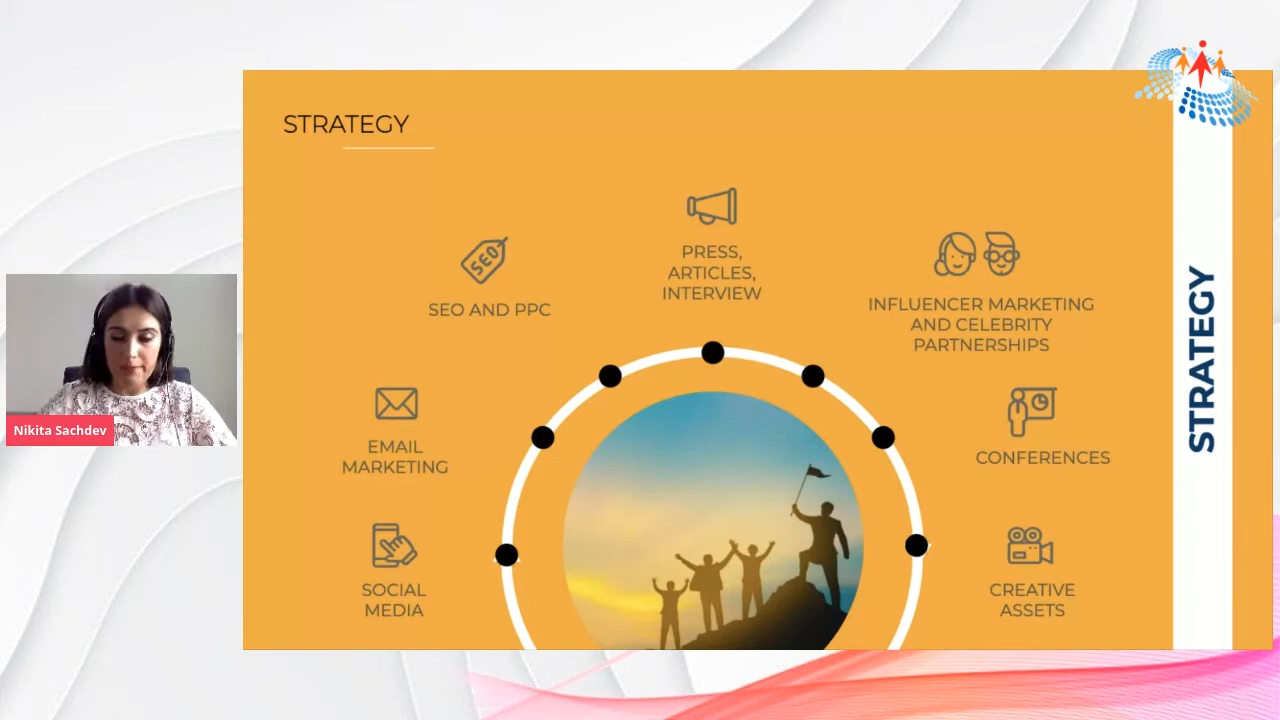 STRATEGY
SEO
SEO AND PPC
PRESS,
ARTICLES,
INTERVIEW
INFLUENCER MARKETING
AND CELEBRITY
PARTNERSHIPS
EMAIL
MARKETING
CONFERENCES
SOCIAL
MEDIA
CREATIVE
ASSETS
STRATEGY
Nikita Sachdev